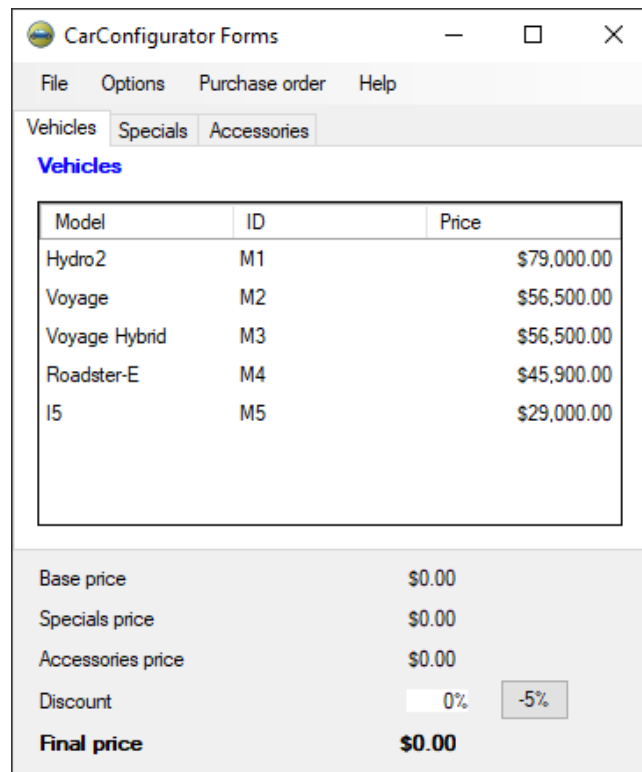 CarConfigurator Forms
File Options Purchase order Help
Vehicles Specials Accessories
Vehicles
Model ID Price
Hydro2 M1 $79,000.00
Voyage M2 $56,500.00
Voyage Hybrid M3 $56,500.00
Roadster-E M4 $45,900.00
I5 M5 $29,000.00
Base price $0.00
Specials price $0.00
Accessories price $0.00
Discount 0% -5%
Final price $0.00